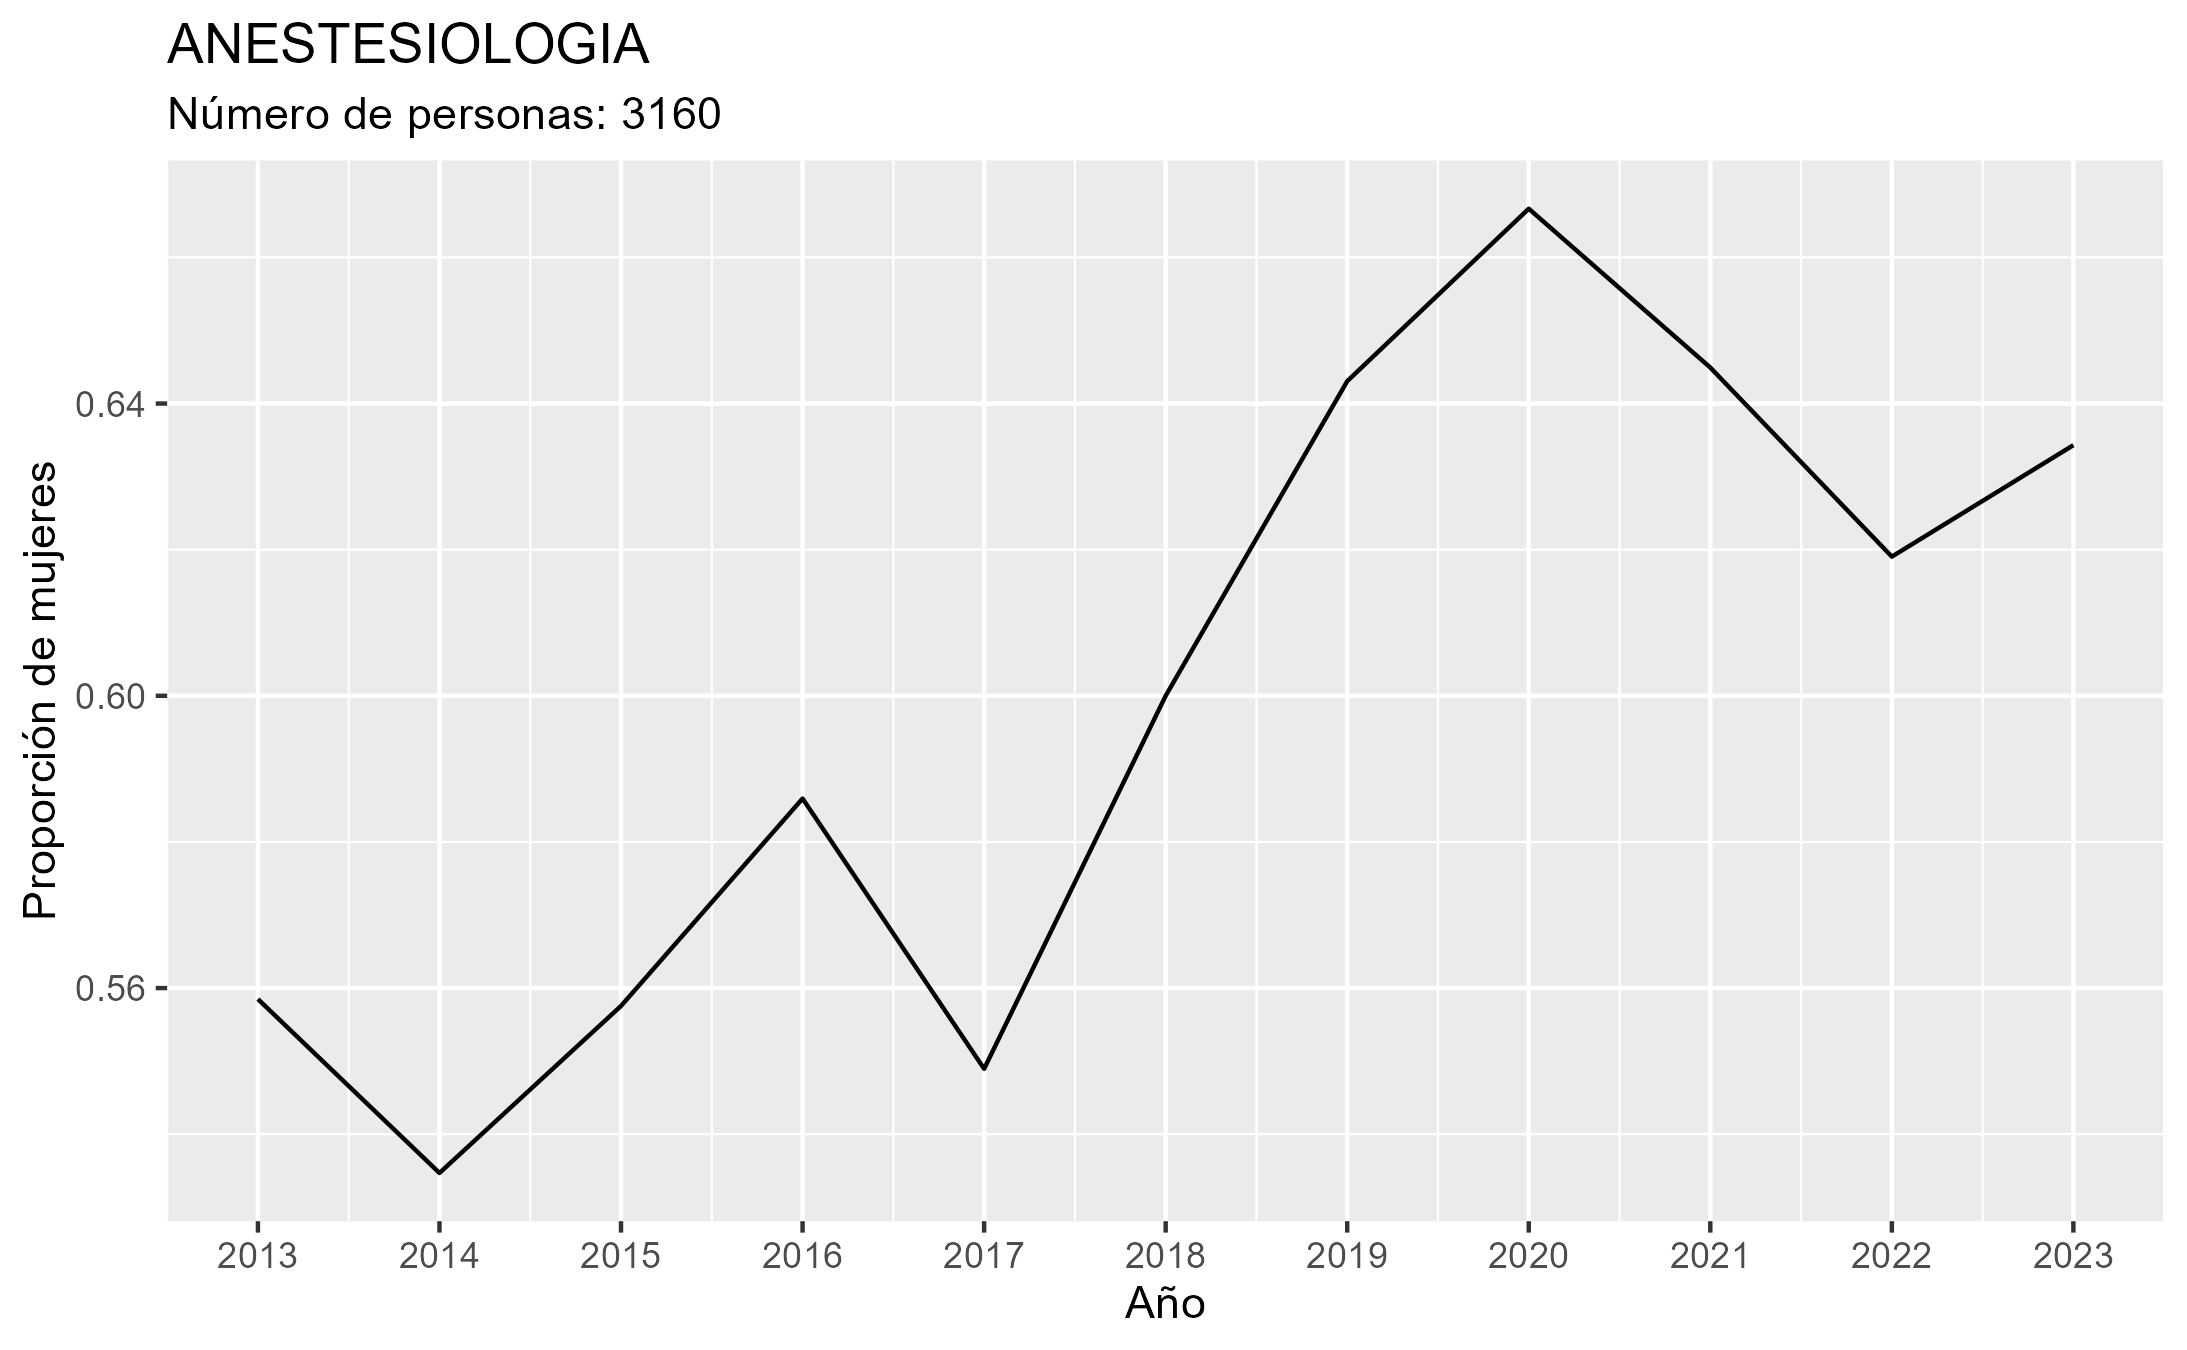 ANESTESIOLOGIA
Número de personas: 3160
Proporción de mujeres
0.64
0.60
0.56
2013 2014 2015 2016 2017 2018 2019 2020 2021 2022 2023
Año